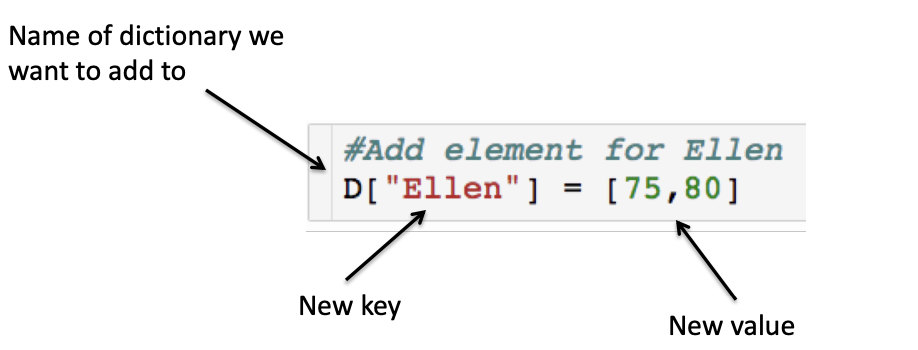 Name of dictionary we
want to add to
#Add element for Ellen
D["Ellen"] = [75,80]
New key
New value